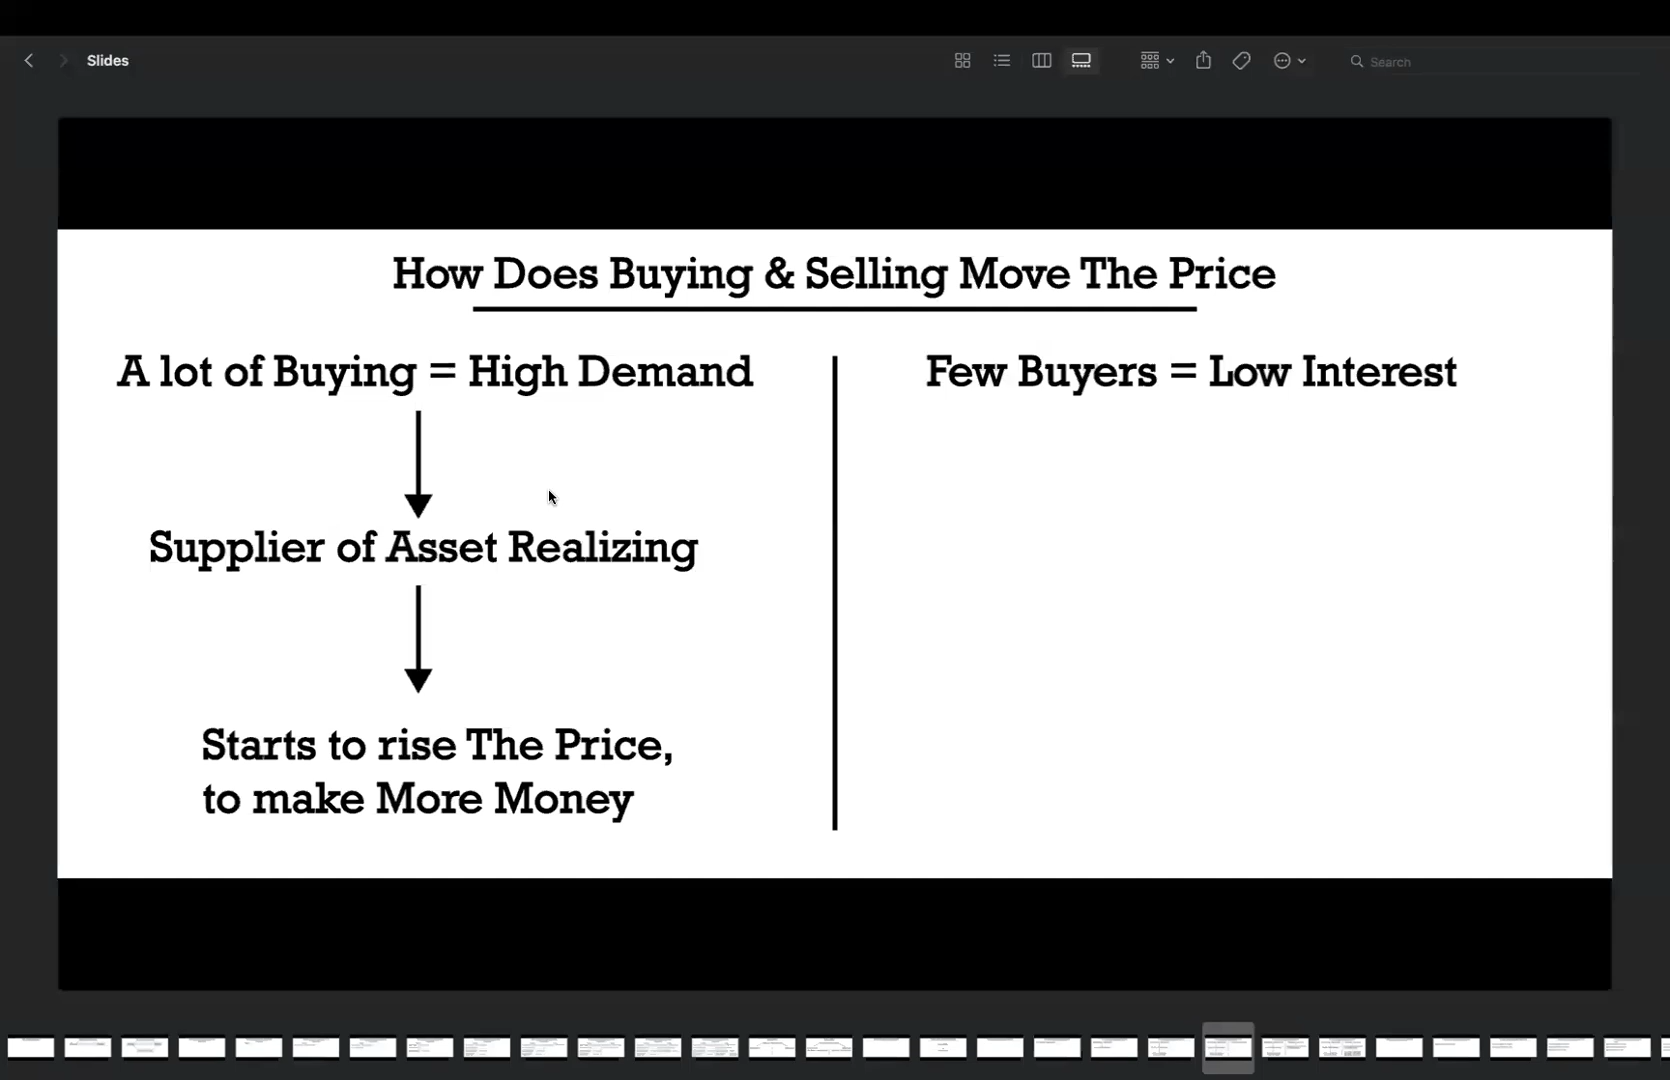 Slides
Search
How Does Buying & Selling Move The Price
A lot of Buying = High Demand
Supplier of Asset Realizing
Starts to rise The Price,
to make More Money
Few Buyers = Low Interest